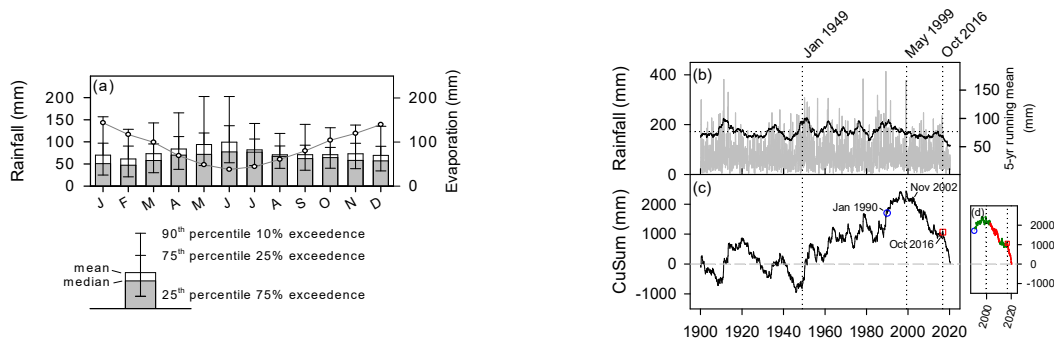 Jan 1949
May 1999
Oct 2016
(a)
Rainfall (mm)
200
150
100
50
0
200
100
0
Evaporation (mm)
J F M A M J J A S O N D
90th percentile 10% exceedence
75th percentile 25% exceedence
mean
median
25th percentile 75% exceedence
(b)
Rainfall (mm)
400
200
0
150
100
50
5-yr running mean
(mm)
(c)
CuSum (mm)
2000
1000
0
-1000
Jan 1990
Nov 2002
Oct 2016
1900 1920 1940 1960 1980 2000 2020
(d)
2000
1000
0
-1000
2000
2020